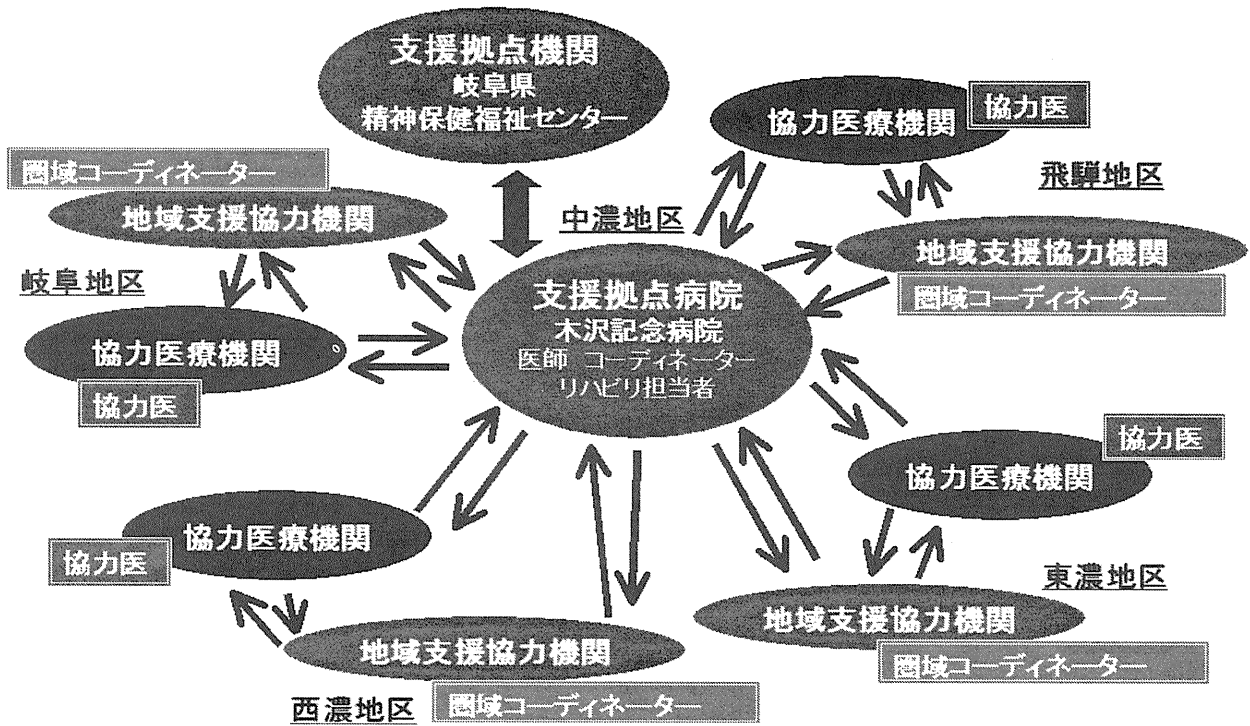 支援拠点機関
岐阜県
精神保健福祉センター
協力医療機関
協力医
飛騨地区
地域支援協力機関
圏域コーディネーター
圏域コーディネーター
地域支援協力機関
岐阜地区
協力医療機関
協力医
中濃地区
支援拠点病院
木沢記念病院
医師 コーディネーター
リハビリ担当者
協力医
協力医療機関
東濃地区
地域支援協力機関
圏域コーディネーター
協力医療機関
協力医
地域支援協力機関
圏域コーディネーター
西濃地区